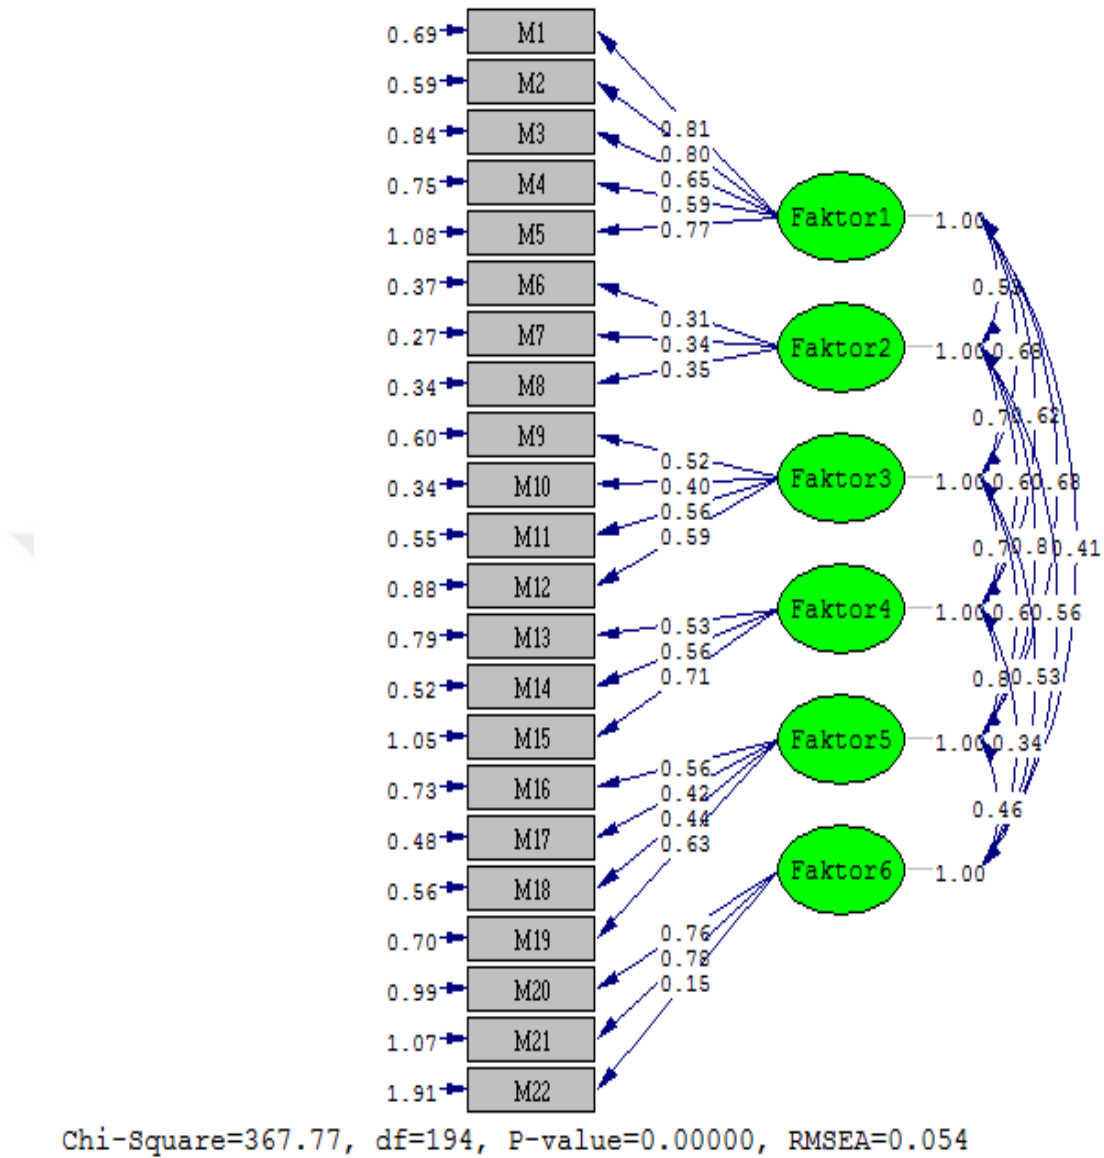 0.69 M1
0.59 M2
0.84 M3
0.75 M4
1.08 M5
0.37 M6
0.27 M7
0.34 M8
0.60 M9
0.34 M10
0.55 M11
0.88 M12
0.79 M13
0.52 M14
1.05 M15
0.73 M16
0.48 M17
0.56 M18
0.70 M19
0.99 M20
1.07 M21
1.91 M22
0.81
0.80
0.65
0.59
0.77
0.31
0.34
0.35
0.52
0.40
0.56
0.59
0.53
0.56
0.71
0.56
0.42
0.44
0.63
0.76
0.78
0.15
Faktor1 1.00
Faktor2 1.00
Faktor3 1.00
Faktor4 1.00
Faktor5 1.00
Faktor6 1.00
0.62
0.68
0.41
0.56
0.53
0.34
0.46
Chi-Square=367.77, df=194, P-value=0.00000, RMSEA=0.054